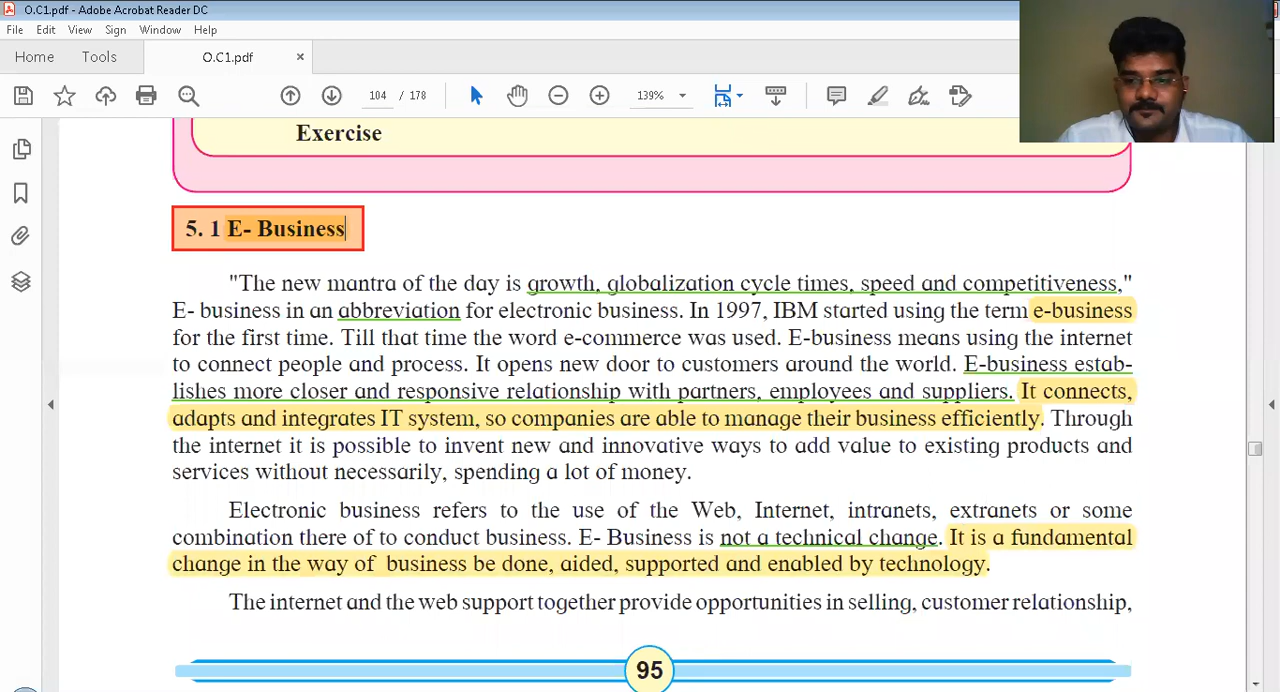 O.C1.pdf - Adobe Acrobat Reader DC
File Edit View Sign Window Help
Home Tools O.C1.pdf ×
104 / 178 139%
Exercise
5. 1 E- Business
"The new mantra of the day is growth, globalization cycle times, speed and competitiveness,"
E- business in an abbreviation for electronic business. In 1997, IBM started using the term e-business
for the first time. Till that time the word e-commerce was used. E-business means using the internet
to connect people and process. It opens new door to customers around the world. E-business estab-
lishes more closer and responsive relationship with partners, employees and suppliers. It connects,
adapts and integrates IT system, so companies are able to manage their business efficiently. Through
the internet it is possible to invent new and innovative ways to add value to existing products and
services without necessarily, spending a lot of money.
Electronic business refers to the use of the Web, Internet, intranets, extranets or some
combination there of to conduct business. E- Business is not a technical change. It is a fundamental
change in the way of business be done, aided, supported and enabled by technology.
The internet and the web support together provide opportunities in selling, customer relationship,
95